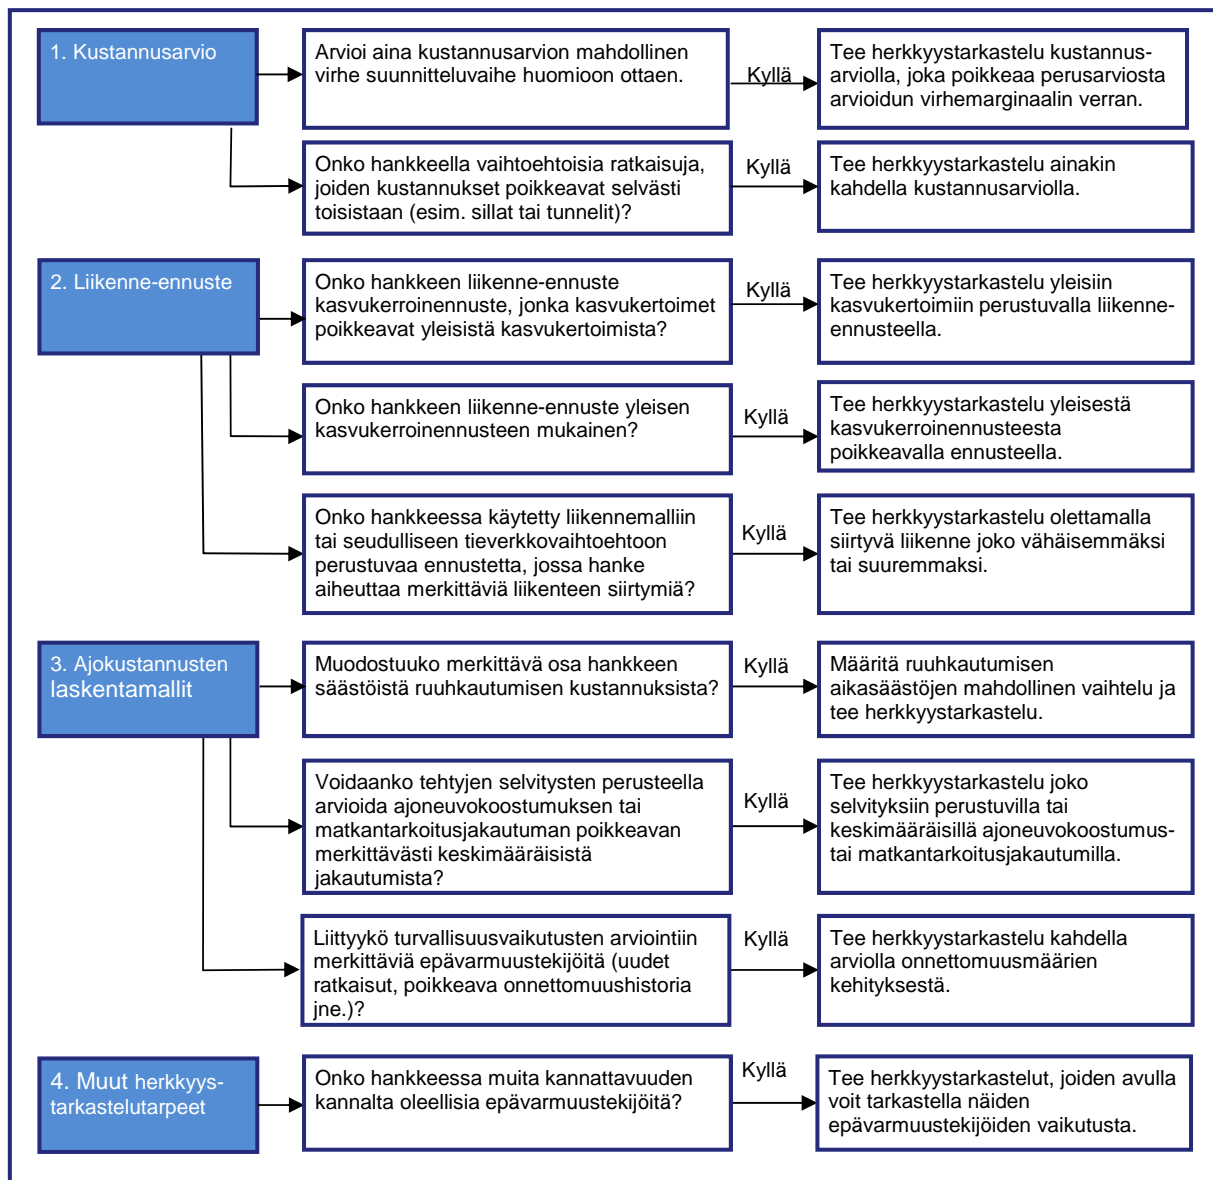 1. Kustannusarvio
Arvioi aina kustannusarvion mahdollinen
virhe suunnitteluvaihe huomioon ottaen.
Kyllä
Tee herkkyystarkastelu kustannus-
arviolla, joka poikkeaa perusarviosta
arvioidun virhemarginaalin verran.
Onko hankkeella vaihtoehtoisia ratkaisuja,
joiden kustannukset poikkeavat selvästi
toisistaan (esim. sillat tai tunnelit)?
Kyllä
Tee herkkyystarkastelu ainakin
kahdella kustannusarviolla.
2. Liikenne-ennuste
Onko hankkeen liikenne-ennuste
kasvukerroinennuste, jonka kasvukertoimet
poikkeavat yleisistä kasvukertoimista?
Kyllä
Tee herkkyystarkastelu yleisiin
kasvukertoimiin perustuvalla liikenne-
ennusteella.
Onko hankkeen liikenne-ennuste yleisen
kasvukerroinennusteen mukainen?
Kyllä
Tee herkkyystarkastelu yleisestä
kasvukerroinennusteesta
poikkeavalla ennusteella.
Onko hankkeessa käytetty liikennemalliin
tai seudulliseen tieverkkovaihtoehtoon
perustuvaa ennustetta, jossa hanke
aiheuttaa merkittäviä liikenteen siirtymiä?
Kyllä
Tee herkkyystarkastelu olettamalla
siirtyvä liikenne joko vähäisemmäksi
tai suuremmaksi.
3. Ajokustannusten
laskentamallit
Muodostuuko merkittävä osa hankkeen
säästöistä ruuhkautumisen kustannuksista?
Kyllä
Määritä ruuhkautumisen
aikasäästöjen mahdollinen vaihtelu ja
tee herkkyystarkastelu.
Voidaanko tehtyjen selvitysten perusteella
arvioida ajoneuvokoostumuksen tai
matkantarkoitusjakautuman poikkeavan
merkittävästi keskimääräisistä
jakautumista?
Kyllä
Tee herkkyystarkastelu joko
selvityksiin perustuvilla tai
keskimääräisillä ajoneuvokoostumus-
tai matkantarkoitusjakautumilla.
Liittyykö turvallisuusvaikutusten arviointiin
merkittäviä epävarmuustekijöitä (uudet
ratkaisut, poikkeava onnettomuushistoria
jne.)?
Kyllä
Tee herkkyystarkastelu kahdella
arviolla onnettomuusmäärien
kehityksestä.
4. Muut herkkyys-
tarkastelutarpeet
Onko hankkeessa muita kannattavuuden
kannalta oleellisia epävarmuustekijöitä?
Kyllä
Tee herkkyystarkastelut, joiden avulla
voit tarkastella näiden
epävarmuustekijöiden vaikutusta.